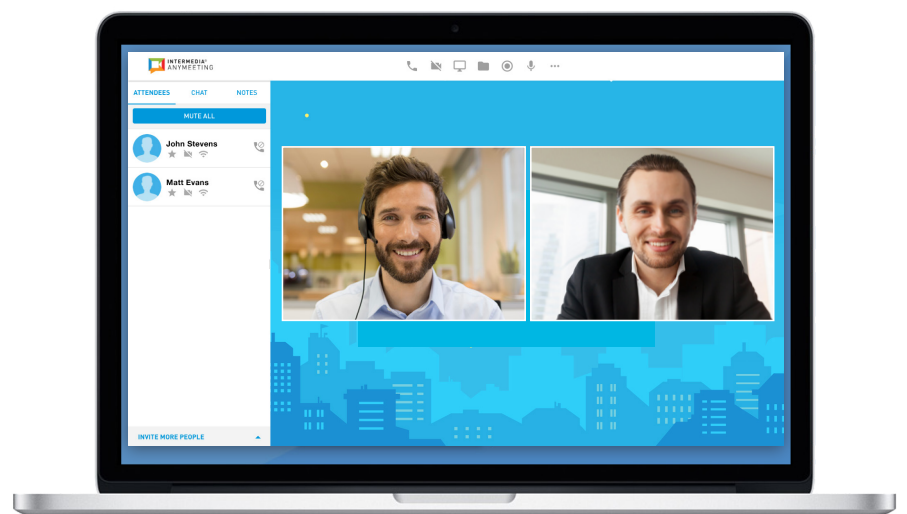 INTERMEDIA®
ANYMEETING
ATTENDEES CHAT NOTES
MUTE ALL
John Stevens
Matt Evans
INVITE MORE PEOPLE